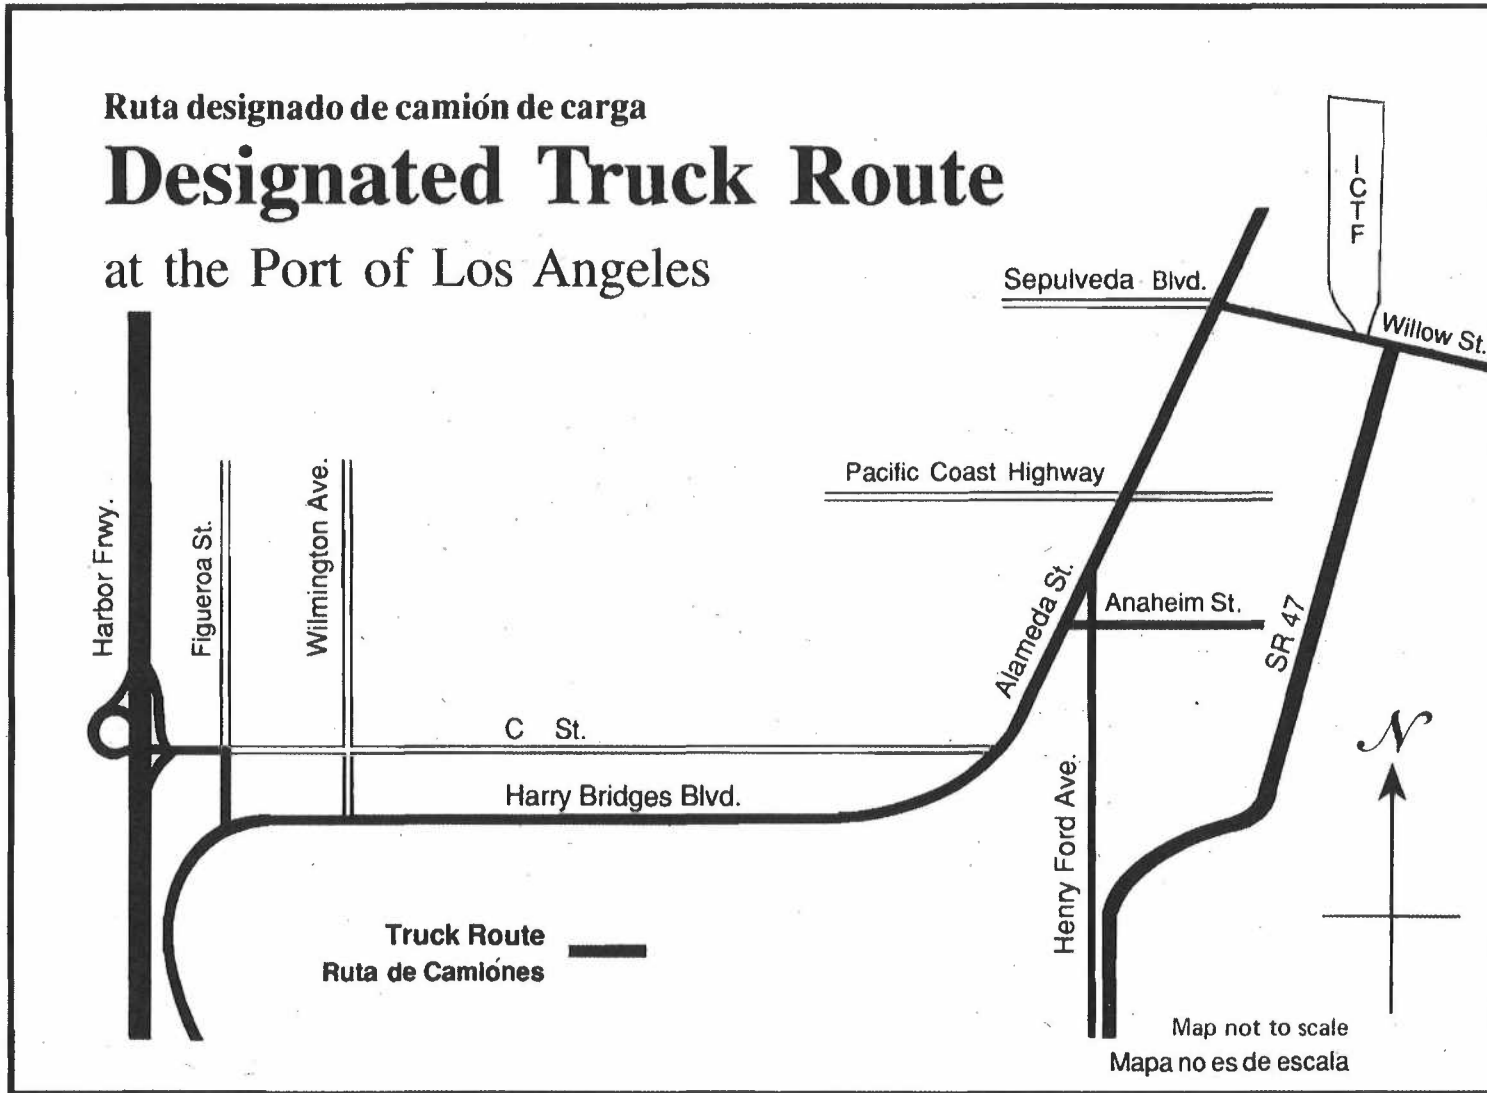 Ruta designado de camión de carga
Designated Truck Route
at the Port of Los Angeles
ICTF
Sepulveda Blvd.
Willow St.
Pacific Coast Highway
Harbor Frwy.
Figueroa St.
Wilmington Ave.
Alameda St.
Anaheim St.
SR 47
C St.
Harry Bridges Blvd.
Henry Ford Ave.
N
Truck Route
Ruta de Camiónes
Map not to scale
Mapa no es de escala